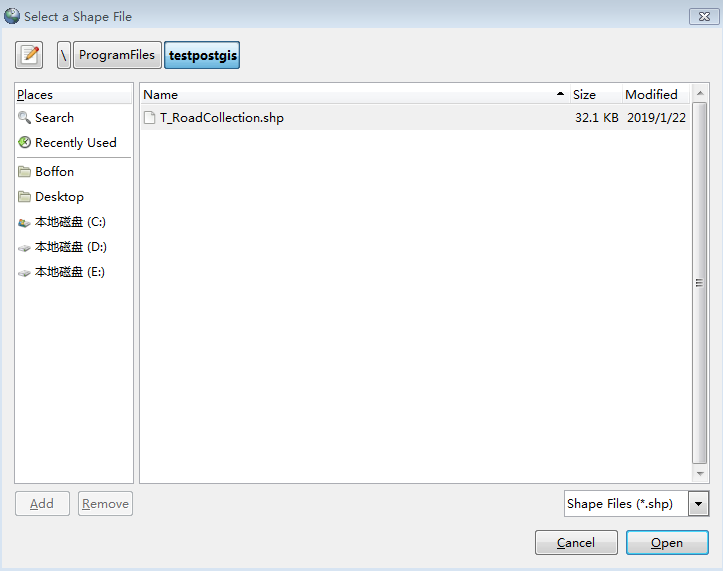 Select a Shape File
\ ProgramFiles testpostgis
Places
Search
Recently Used
Boffon
Desktop
本地磁盘 (C:)
本地磁盘 (D:)
本地磁盘 (E:)
Name Size Modified
T_RoadCollection.shp 32.1 KB 2019/1/22
Add Remove
Shape Files (*.shp)
Cancel Open